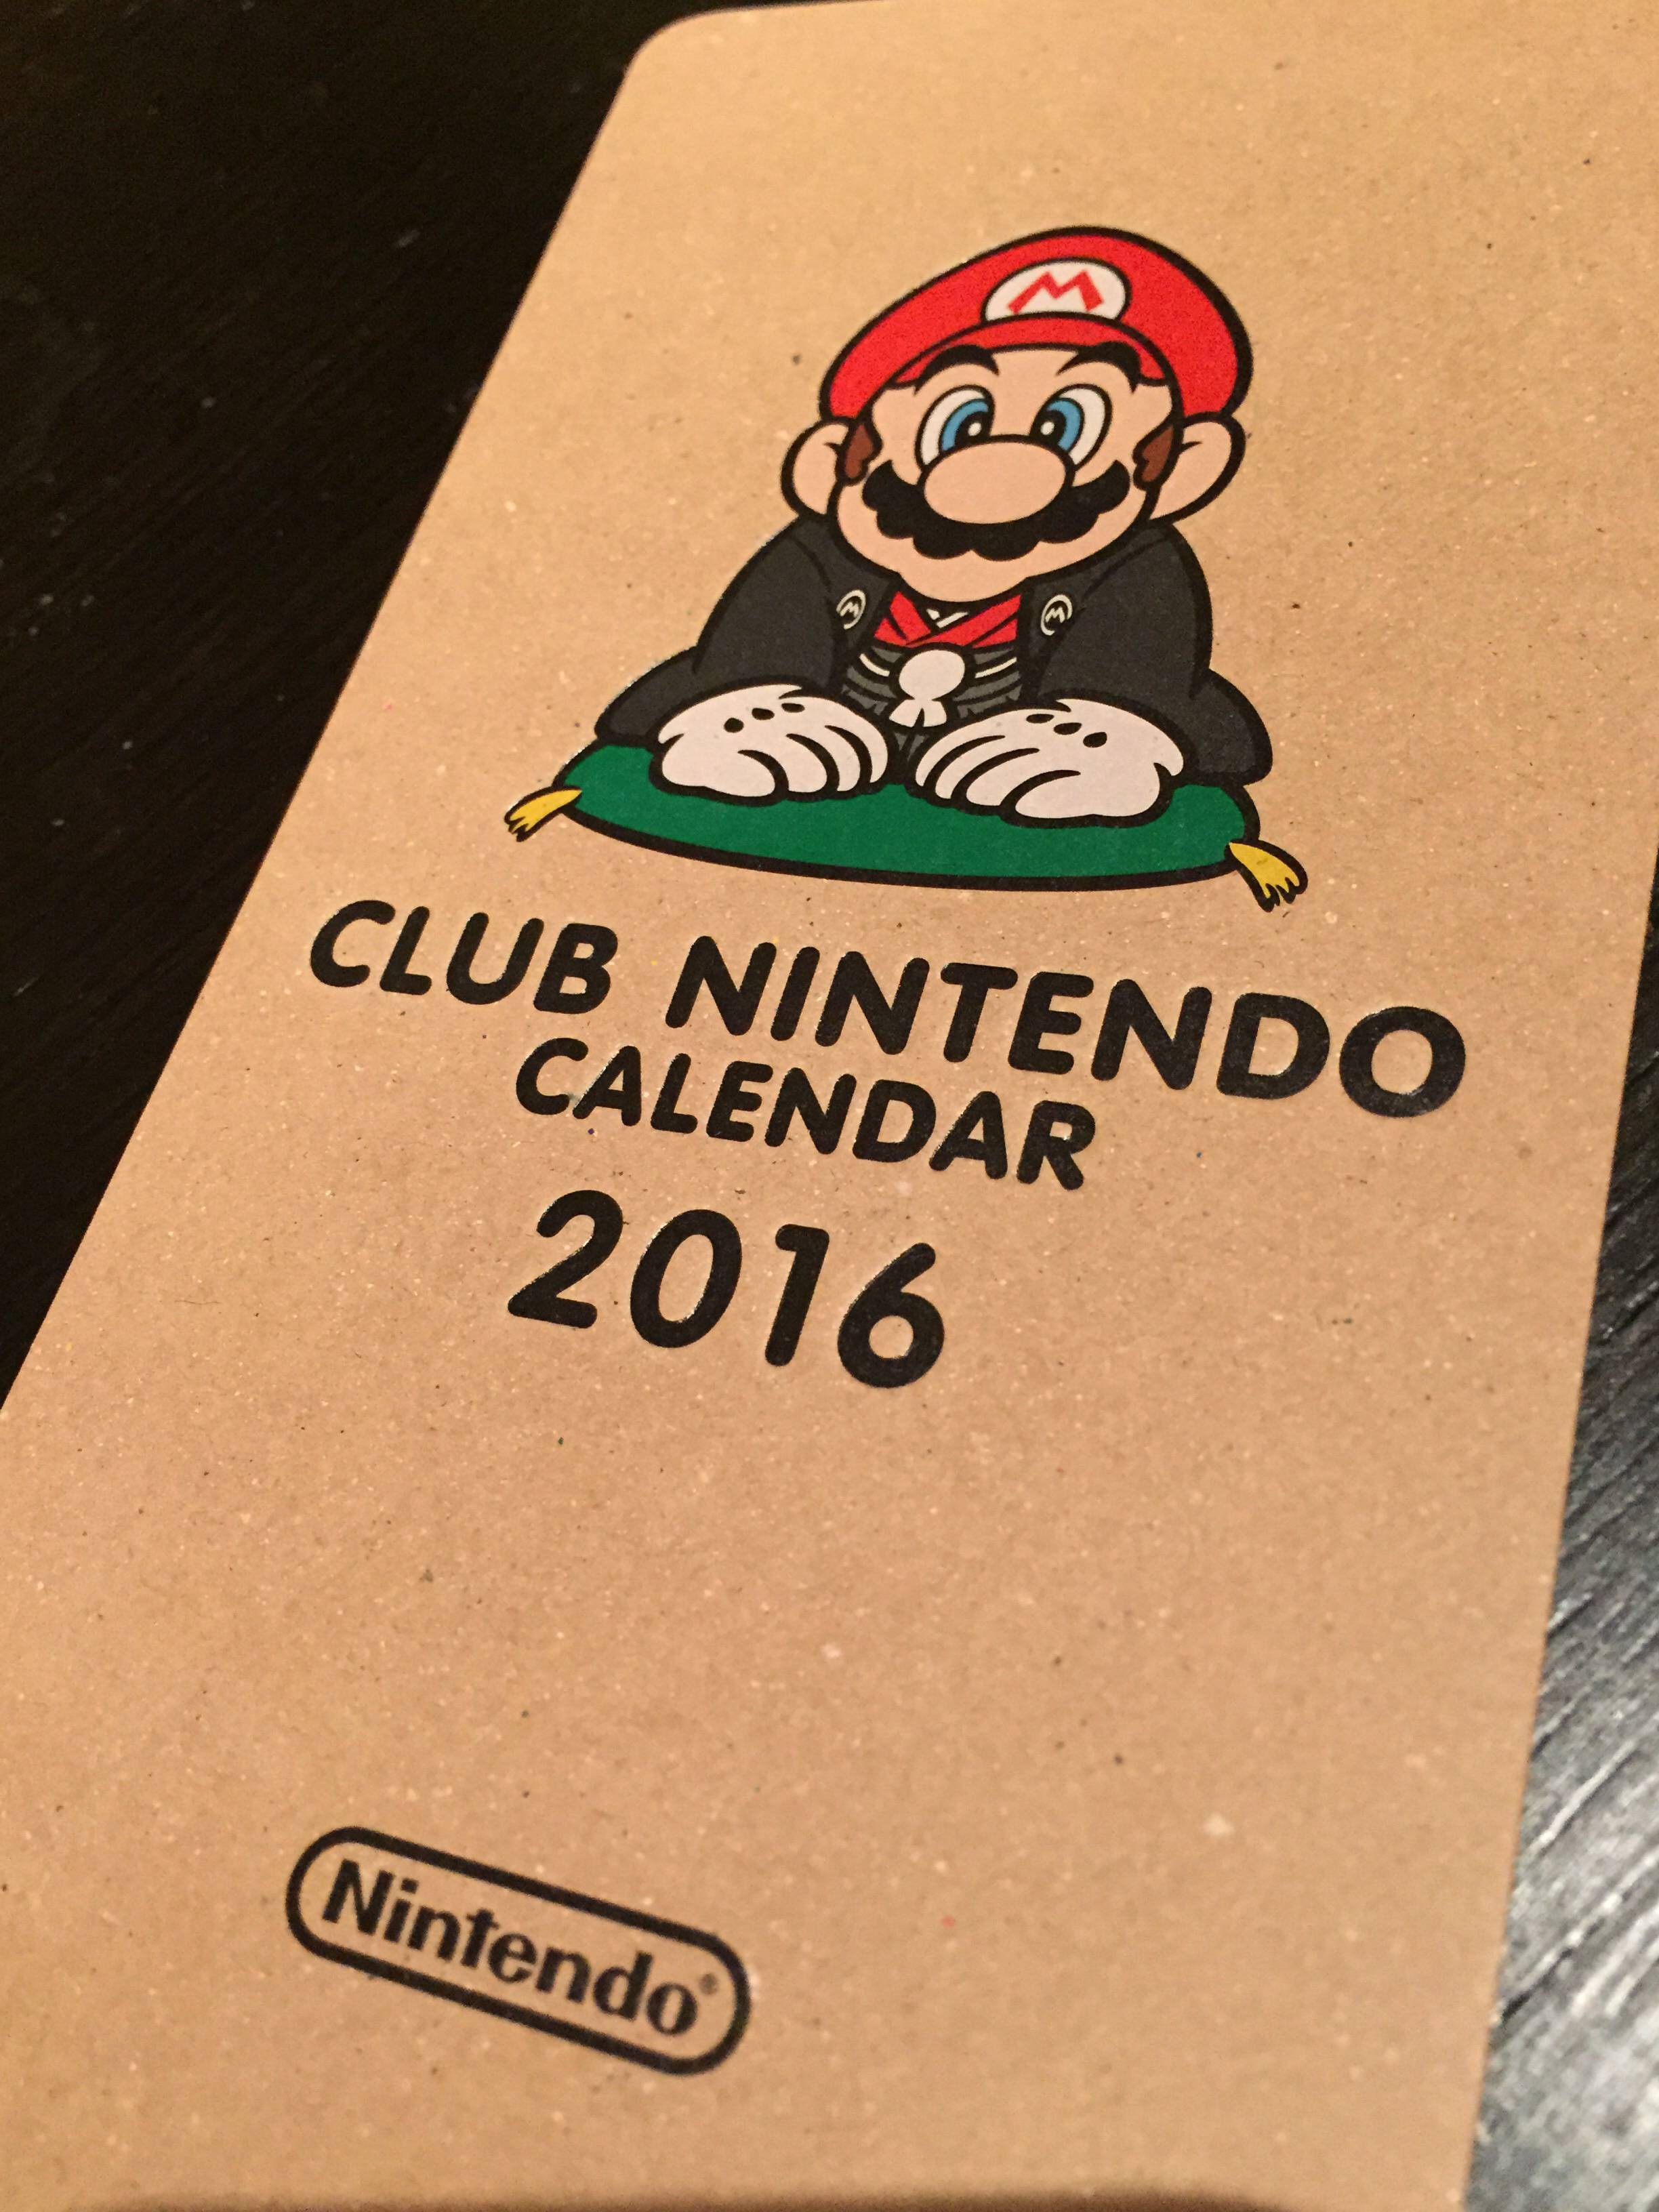 M
M M
CLUB NINTENDO
CALENDAR
2016
Nintendo®